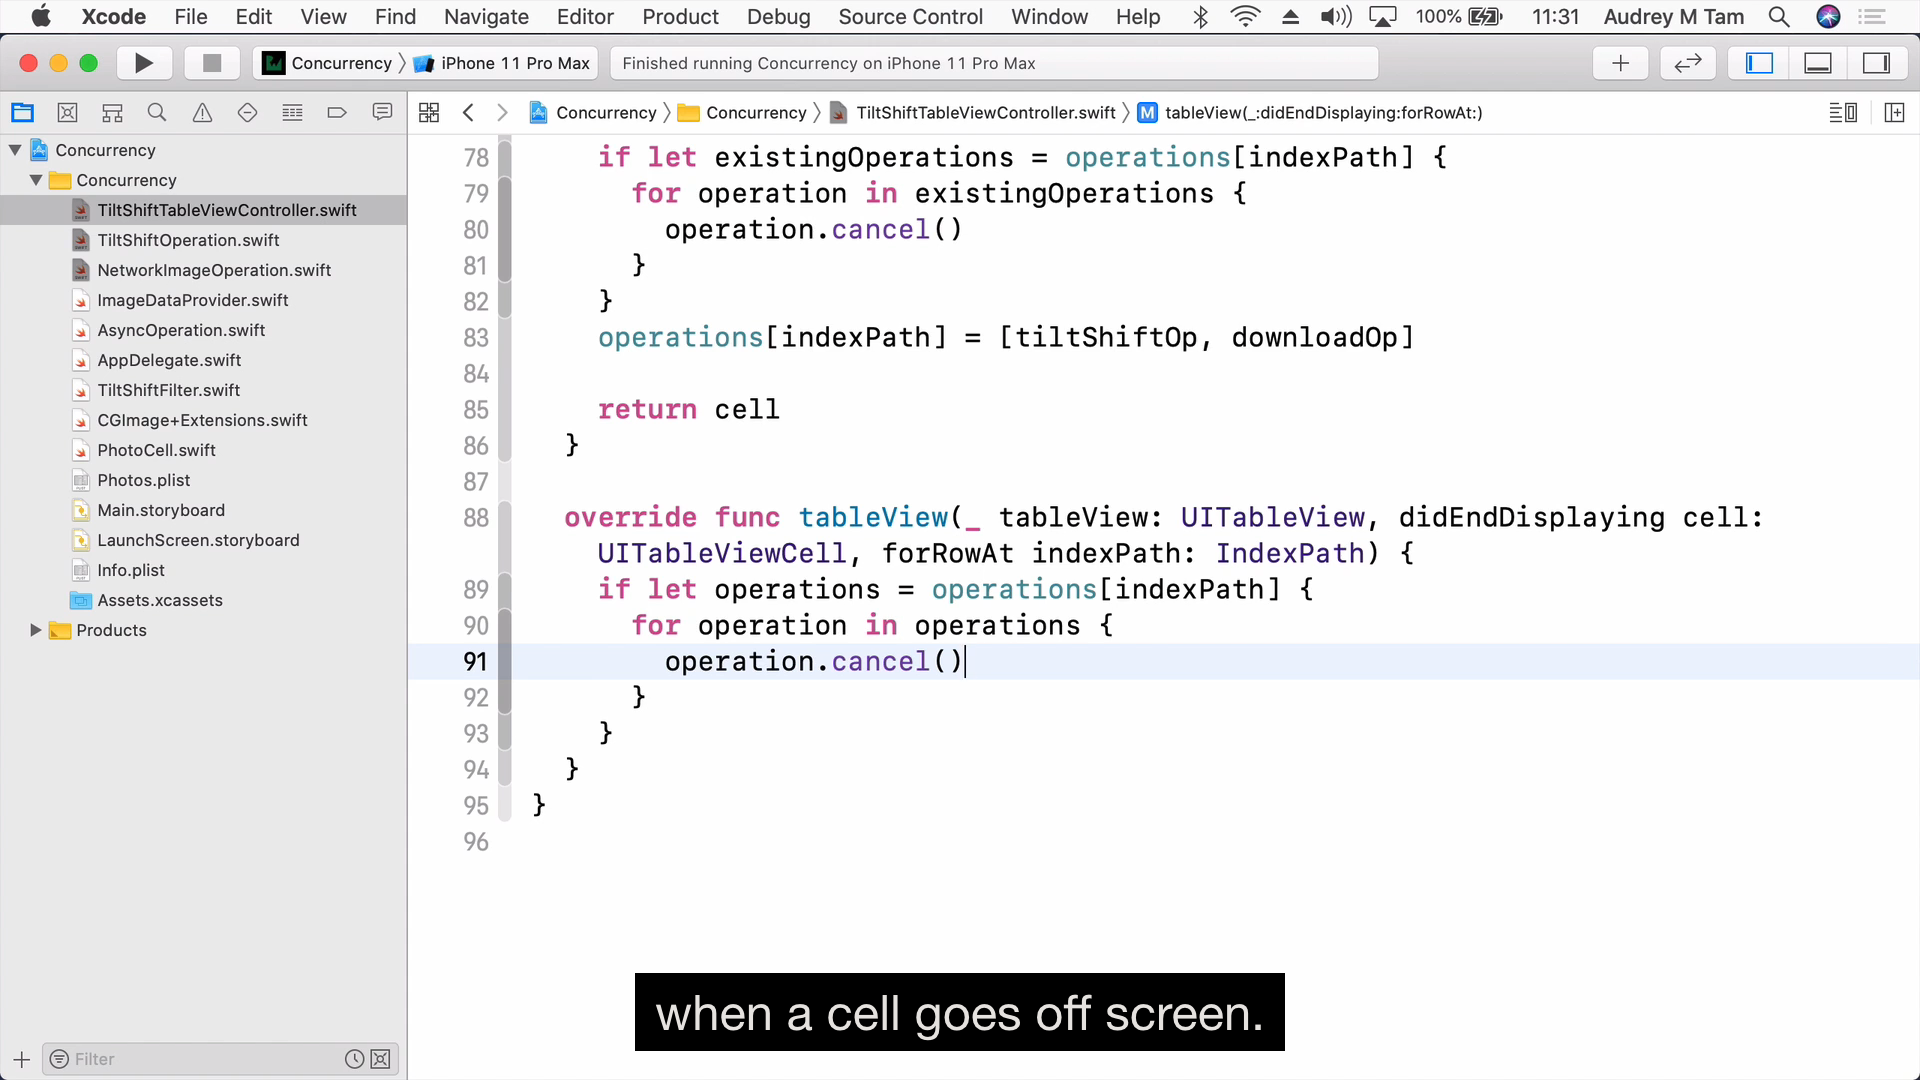 Xcode File Edit View Find Navigate Editor Product Debug Source Control Window Help 100% 11:31 Audrey M Tam
Concurrency iPhone 11 Pro Max
Finished running Concurrency on iPhone 11 Pro Max
Concurrency Concurrency TiltShiftTableViewController.swift M tableView(_:didEndDisplaying:forRowAt:)
Concurrency
Concurrency
TiltShiftTableViewController.swift
TiltShiftOperation.swift
NetworkImageOperation.swift
ImageDataProvider.swift
AsyncOperation.swift
AppDelegate.swift
TiltShiftFilter.swift
CGImage+Extensions.swift
PhotoCell.swift
Photos.plist
Main.storyboard
LaunchScreen.storyboard
Info.plist
Assets.xcassets
Products
Filter
78 if let existingOperations = operations[indexPath] {
79 for operation in existingOperations {
80 operation.cancel()
81 }
82 }
83 operations[indexPath] = [tiltShiftOp, downloadOp]
84
85 return cell
86 }
87
88 override func tableView(_ tableView: UITableView, didEndDisplaying cell:
UITableViewCell, forRowAt indexPath: IndexPath) {
89 if let operations = operations[indexPath] {
90 for operation in operations {
91 operation.cancel()
92 }
93 }
94 }
95 }
96
when a cell goes off screen.